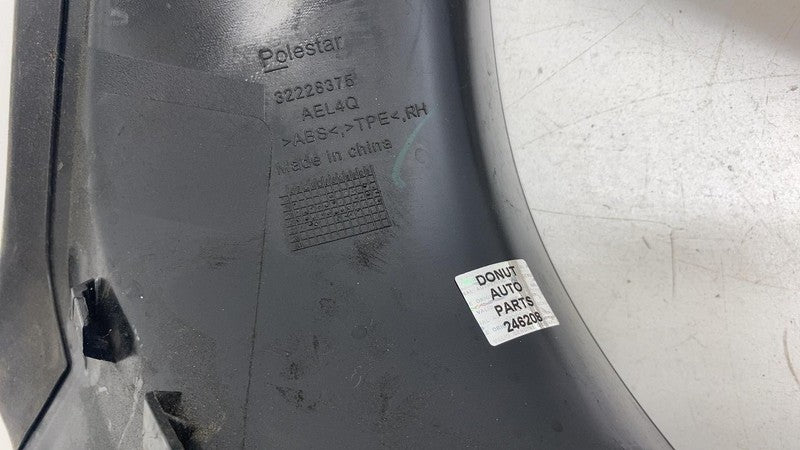 Polestar
32228375
AEL4Q
>ABS<,>TPE<,RH
Made in china
DONUT
AUTO
PARTS
246208